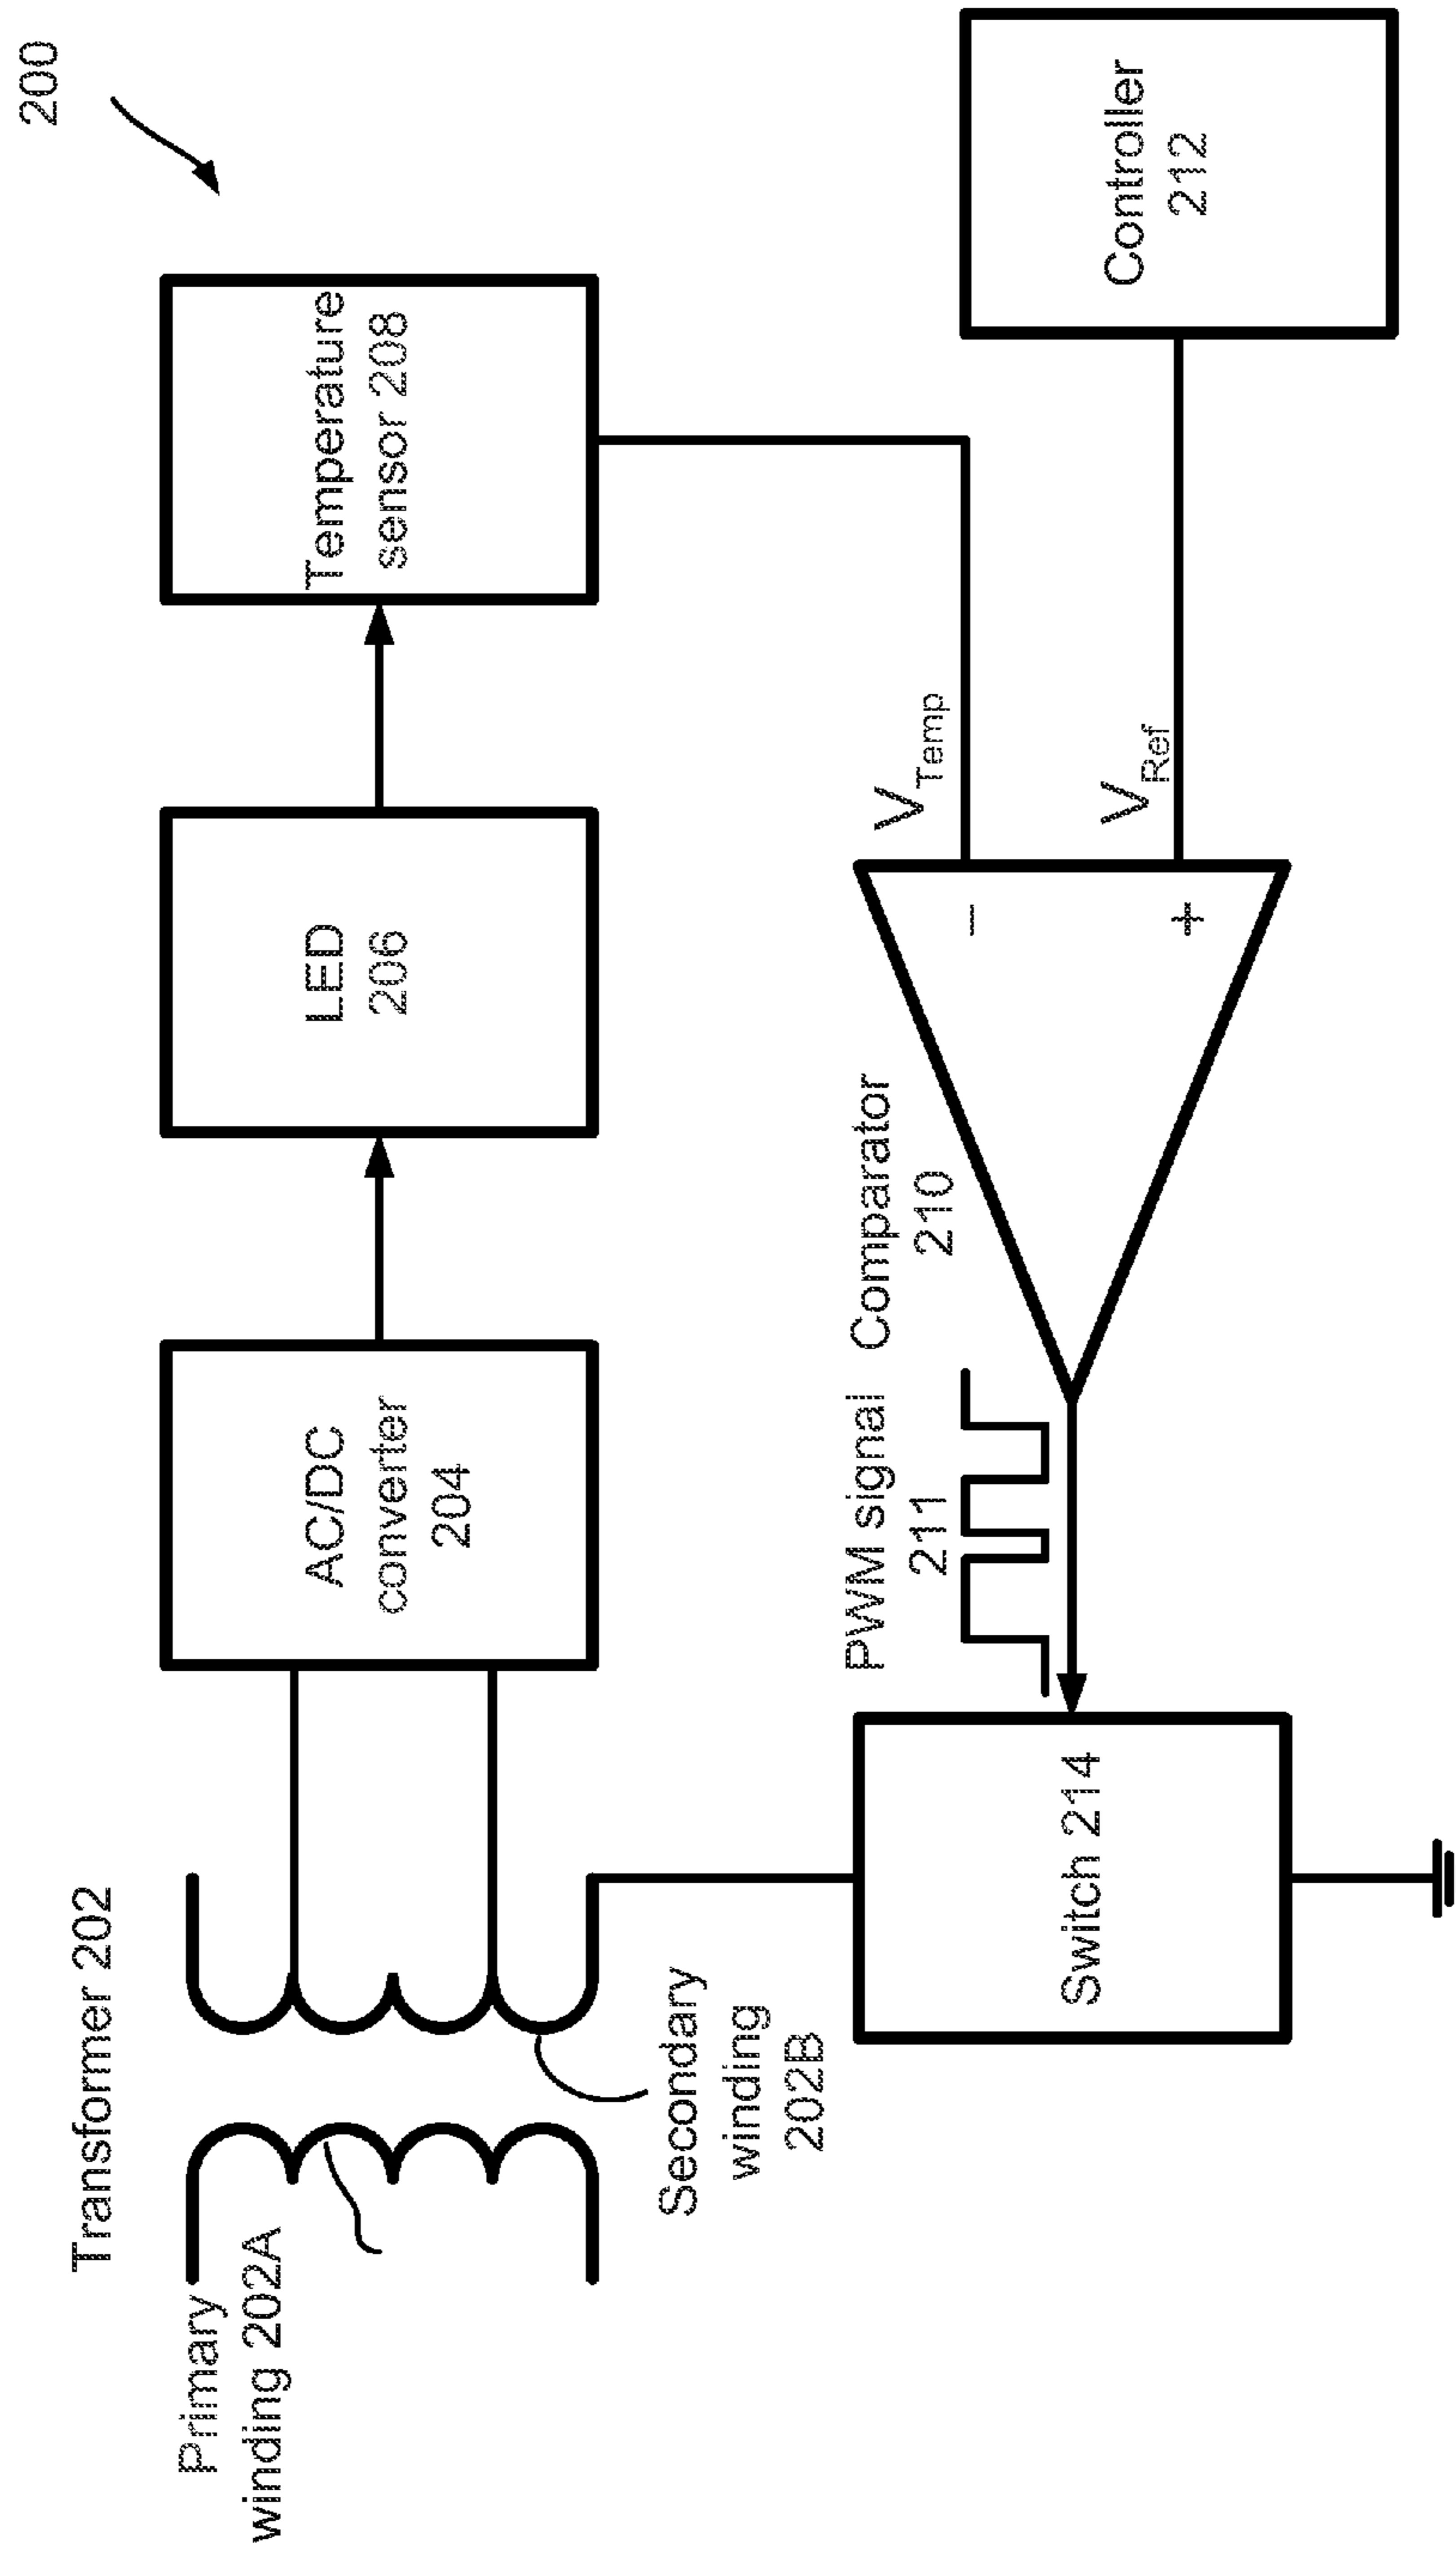 200
Transformer 202
Primary
winding 202A
Secondary
winding
202B
AC/DC
converter
204
LED
206
Temperature
sensor 208
V_Temp
V_Ref
−
+
Comparator
210
PWM signal
211
Switch 214
Controller
212